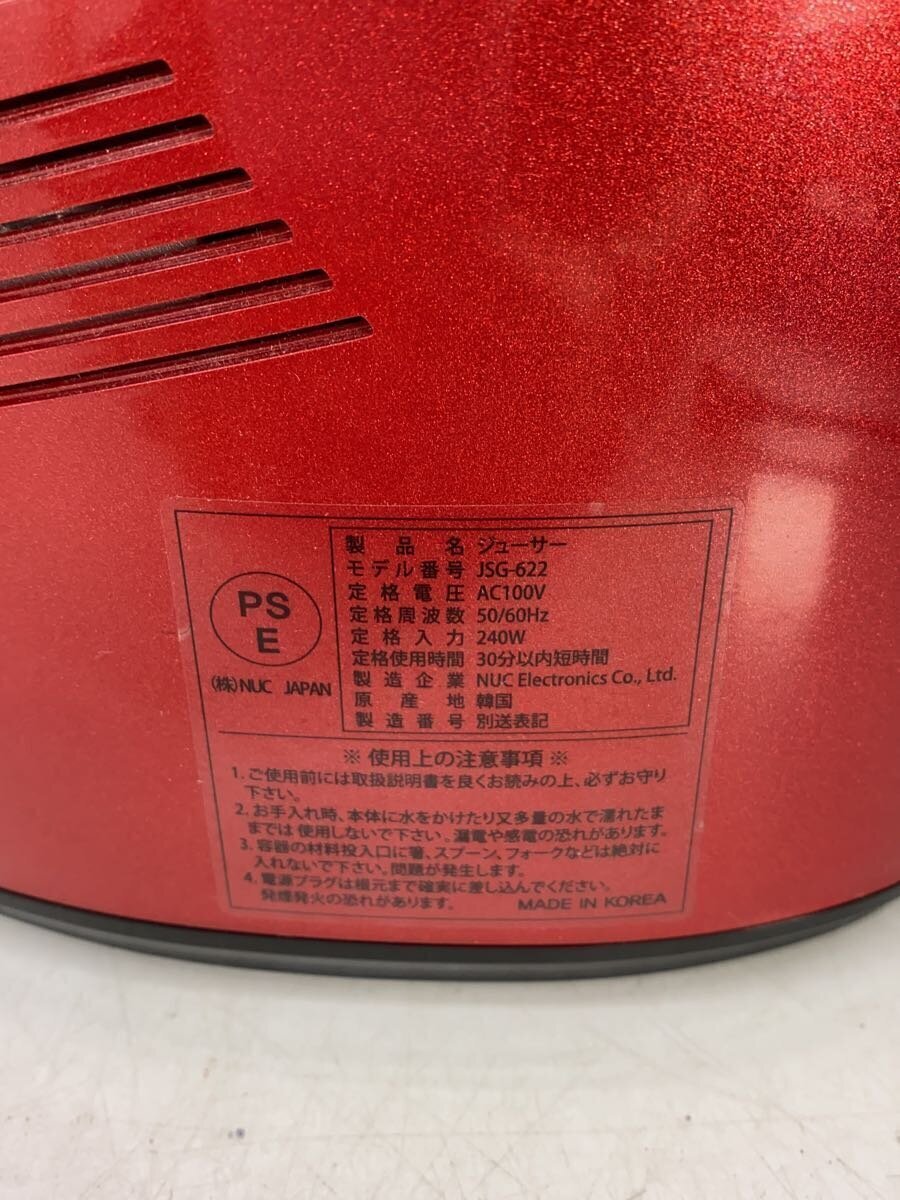 PS
E
(株)NUC JAPAN
製品名 ジューサー
モデル番号 JSG-622
定格電圧 AC100V
定格周波数 50/60Hz
定格入力 240W
定格使用時間 30分以内短時間
製造企業 NUC Electronics Co., Ltd.
原産地 韓国
製造番号 別送表記
※ 使用上の注意事項 ※
1. ご使用前には取扱説明書を良くお読みの上、必ずお守り
下さい。
2. お手入れ時、本体に水をかけたり又多量の水で濡れたま
までは 使用しないで下さい、漏電や感電の恐れがあります。
3. 容器の材料投入口に箸、スプーン、フォークなどは絶対に
入れないで下さい。問題が発生します。
4. 電源プラグは根元まで確実に差し込んでください。
発煙発火の恐れがあります。 MADE IN KOREA